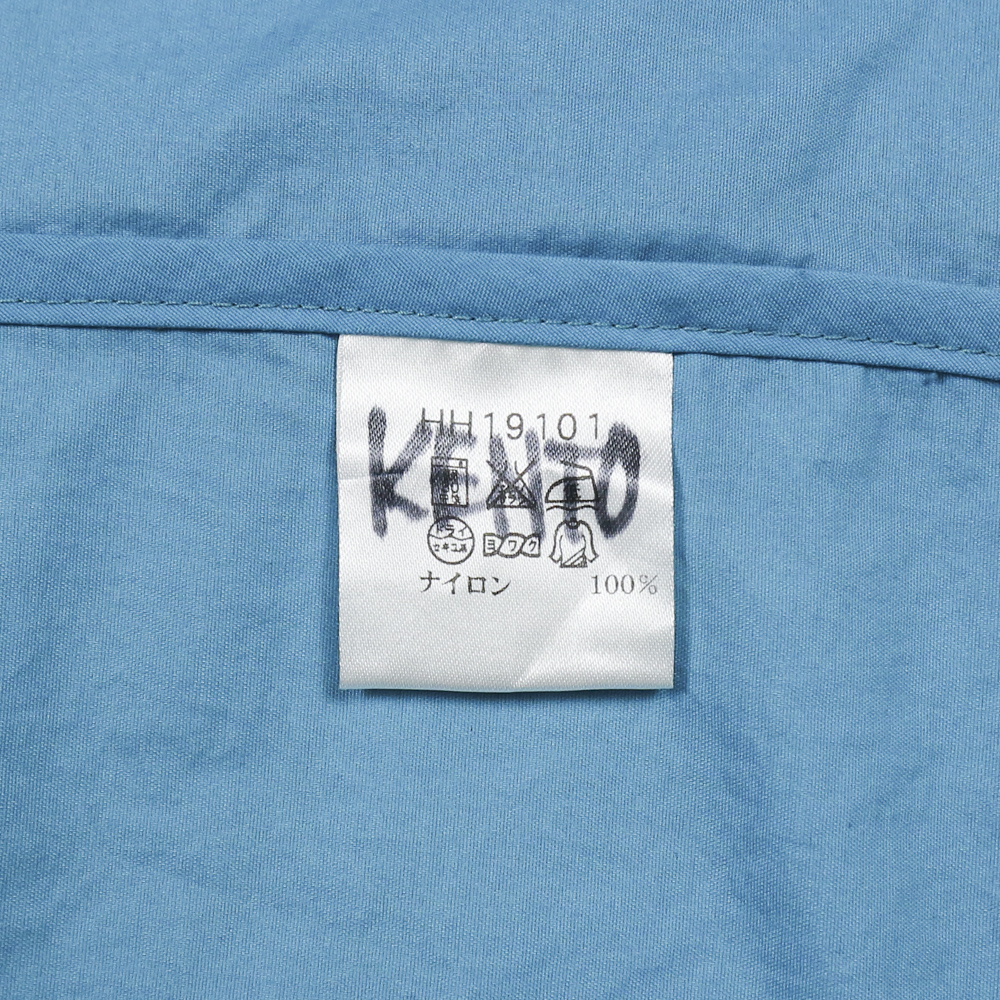 HH19101
KENTO
ドライ
セキユ系
ヨワク
ナイロン 100%